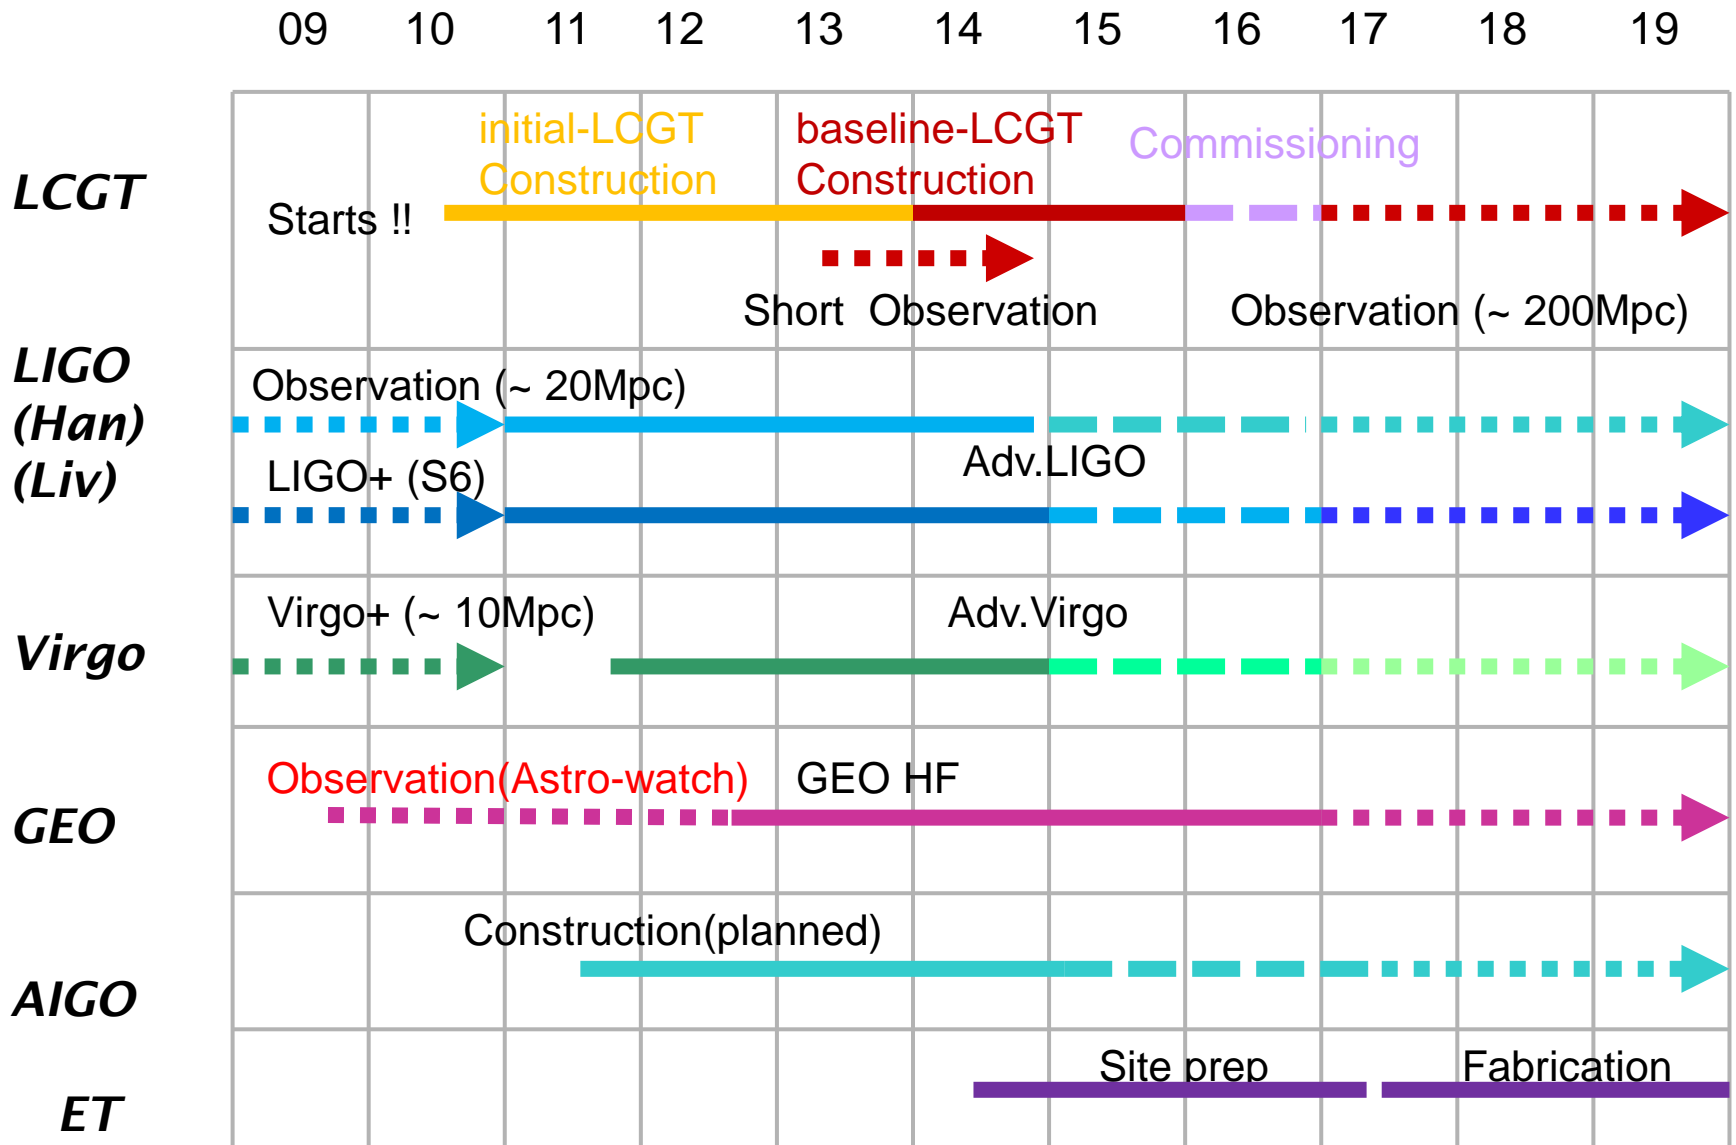 09 10 11 12 13 14 15 16 17 18 19
LCGT
initial-LCGT
Construction
baseline-LCGT
Construction
Commissioning
Starts !!
Short Observation
Observation (~ 200Mpc)
LIGO
(Han)
(Liv)
Observation (~ 20Mpc)
LIGO+ (S6)
Adv.LIGO
Virgo
Virgo+ (~ 10Mpc)
Adv.Virgo
GEO
Observation(Astro-watch)
GEO HF
AIGO
Construction(planned)
ET
Site prep
Fabrication